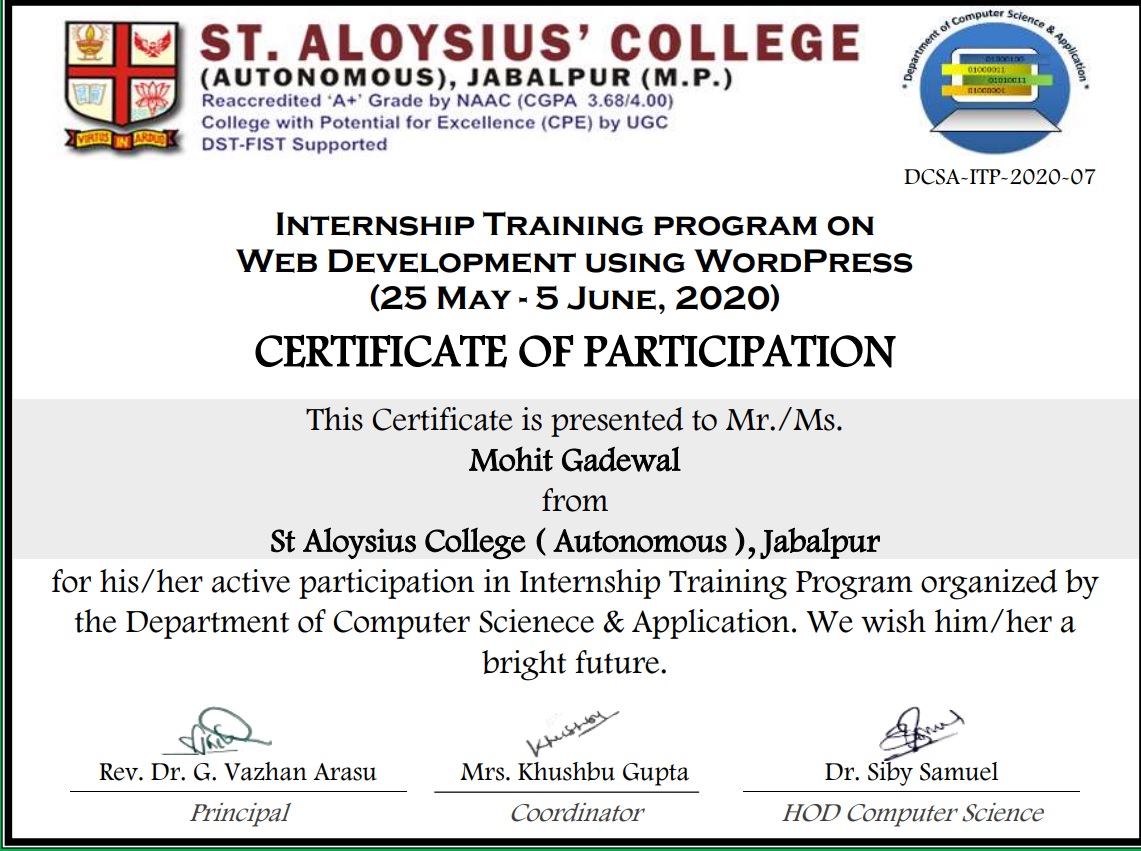 ST. ALOYSIUS' COLLEGE
(AUTONOMOUS), JABALPUR (M.P.)
Reaccredited 'A+' Grade by NAAC (CGPA 3.68/4.00)
College with Potential for Excellence (CPE) by UGC
DST-FIST Supported
VIRTUS IN ARDUO
* Department of Computer Science & Application *
01000100
01000011
01010011
01000001
DCSA-ITP-2020-07
INTERNSHIP TRAINING PROGRAM ON
WEB DEVELOPMENT USING WORDPRESS
(25 MAY - 5 JUNE, 2020)
CERTIFICATE OF PARTICIPATION
This Certificate is presented to Mr./Ms.
Mohit Gadewal
from
St Aloysius College ( Autonomous ), Jabalpur
for his/her active participation in Internship Training Program organized by
the Department of Computer Scienece & Application. We wish him/her a
bright future.
Khushby
Rev. Dr. G. Vazhan Arasu
Mrs. Khushbu Gupta
Dr. Siby Samuel
Principal
Coordinator
HOD Computer Science